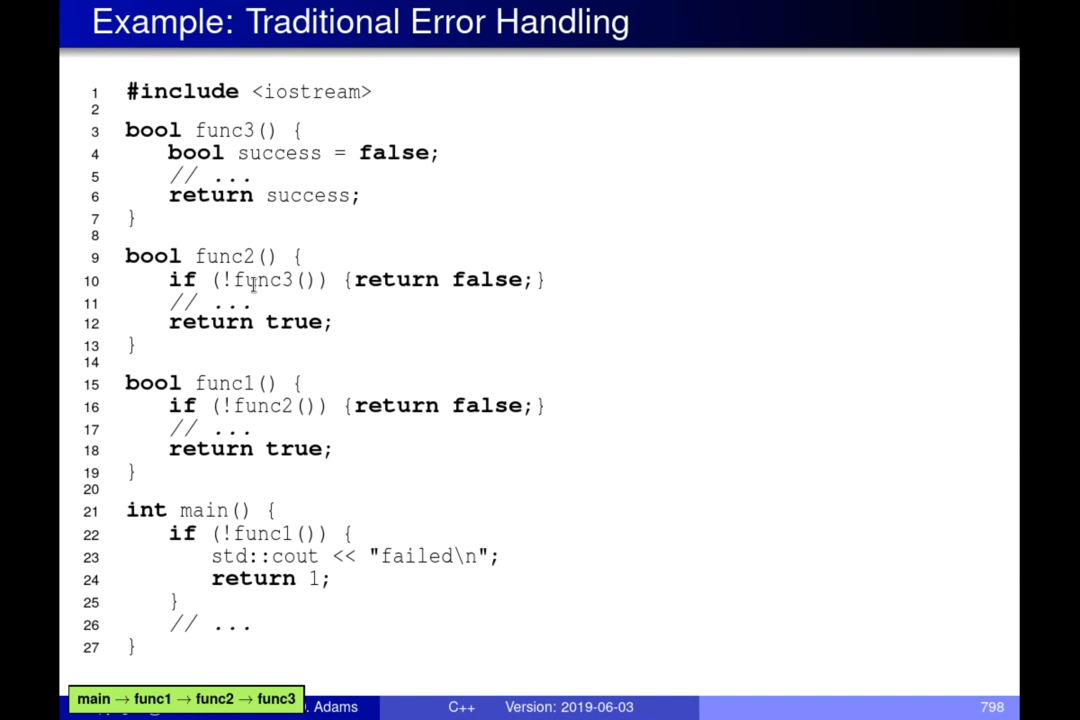 Example: Traditional Error Handling
1 #include <iostream>
2
3 bool func3() {
4 bool success = false;
5 // ...
6 return success;
7 }
8
9 bool func2() {
10 if (!func3()) {return false;}
11 // ...
12 return true;
13 }
14
15 bool func1() {
16 if (!func2()) {return false;}
17 // ...
18 return true;
19 }
20
21 int main() {
22 if (!func1()) {
23 std::cout << "failed\n";
24 return 1;
25 }
26 // ...
27 }
main → func1 → func2 → func3
Adams C++ Version: 2019-06-03 798